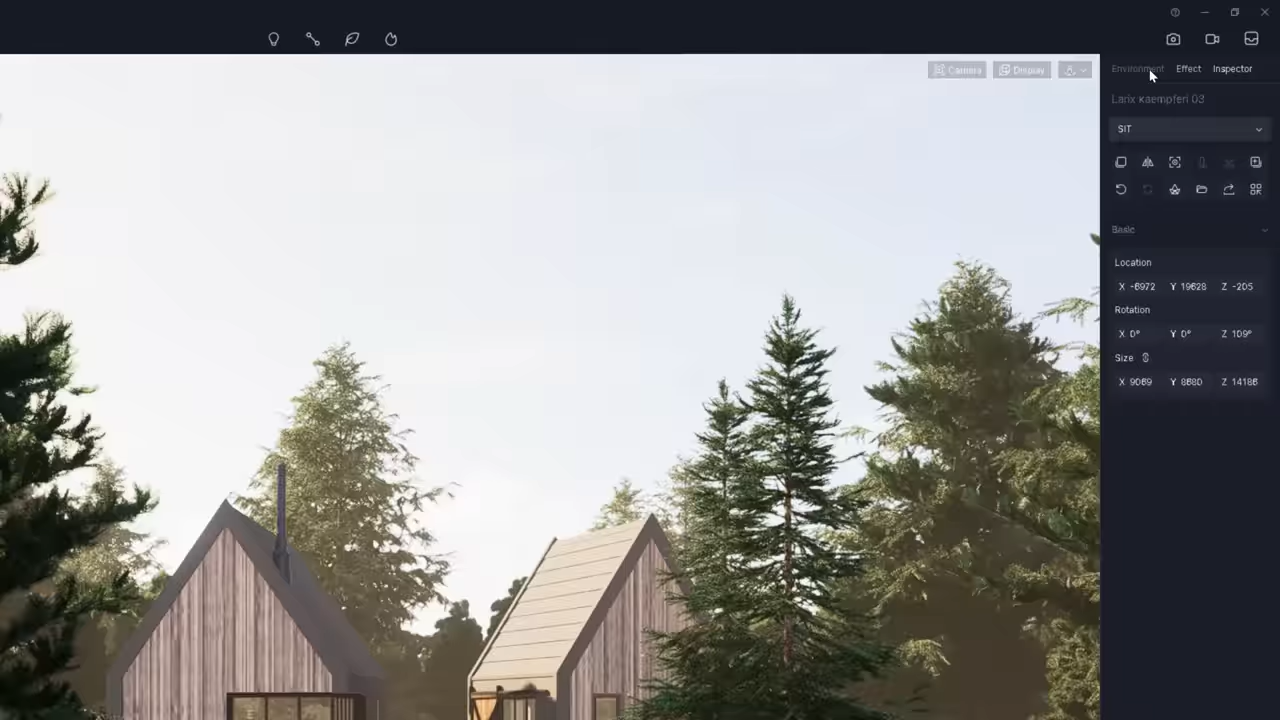 Camera
Display
Environment Effect Inspector
Larix kaempferi 03
SIT
Basic
Location
X -6972 Y 19628 Z -205
Rotation
X 0° Y 0° Z 109°
Size
X 9069 Y 8680 Z 14186